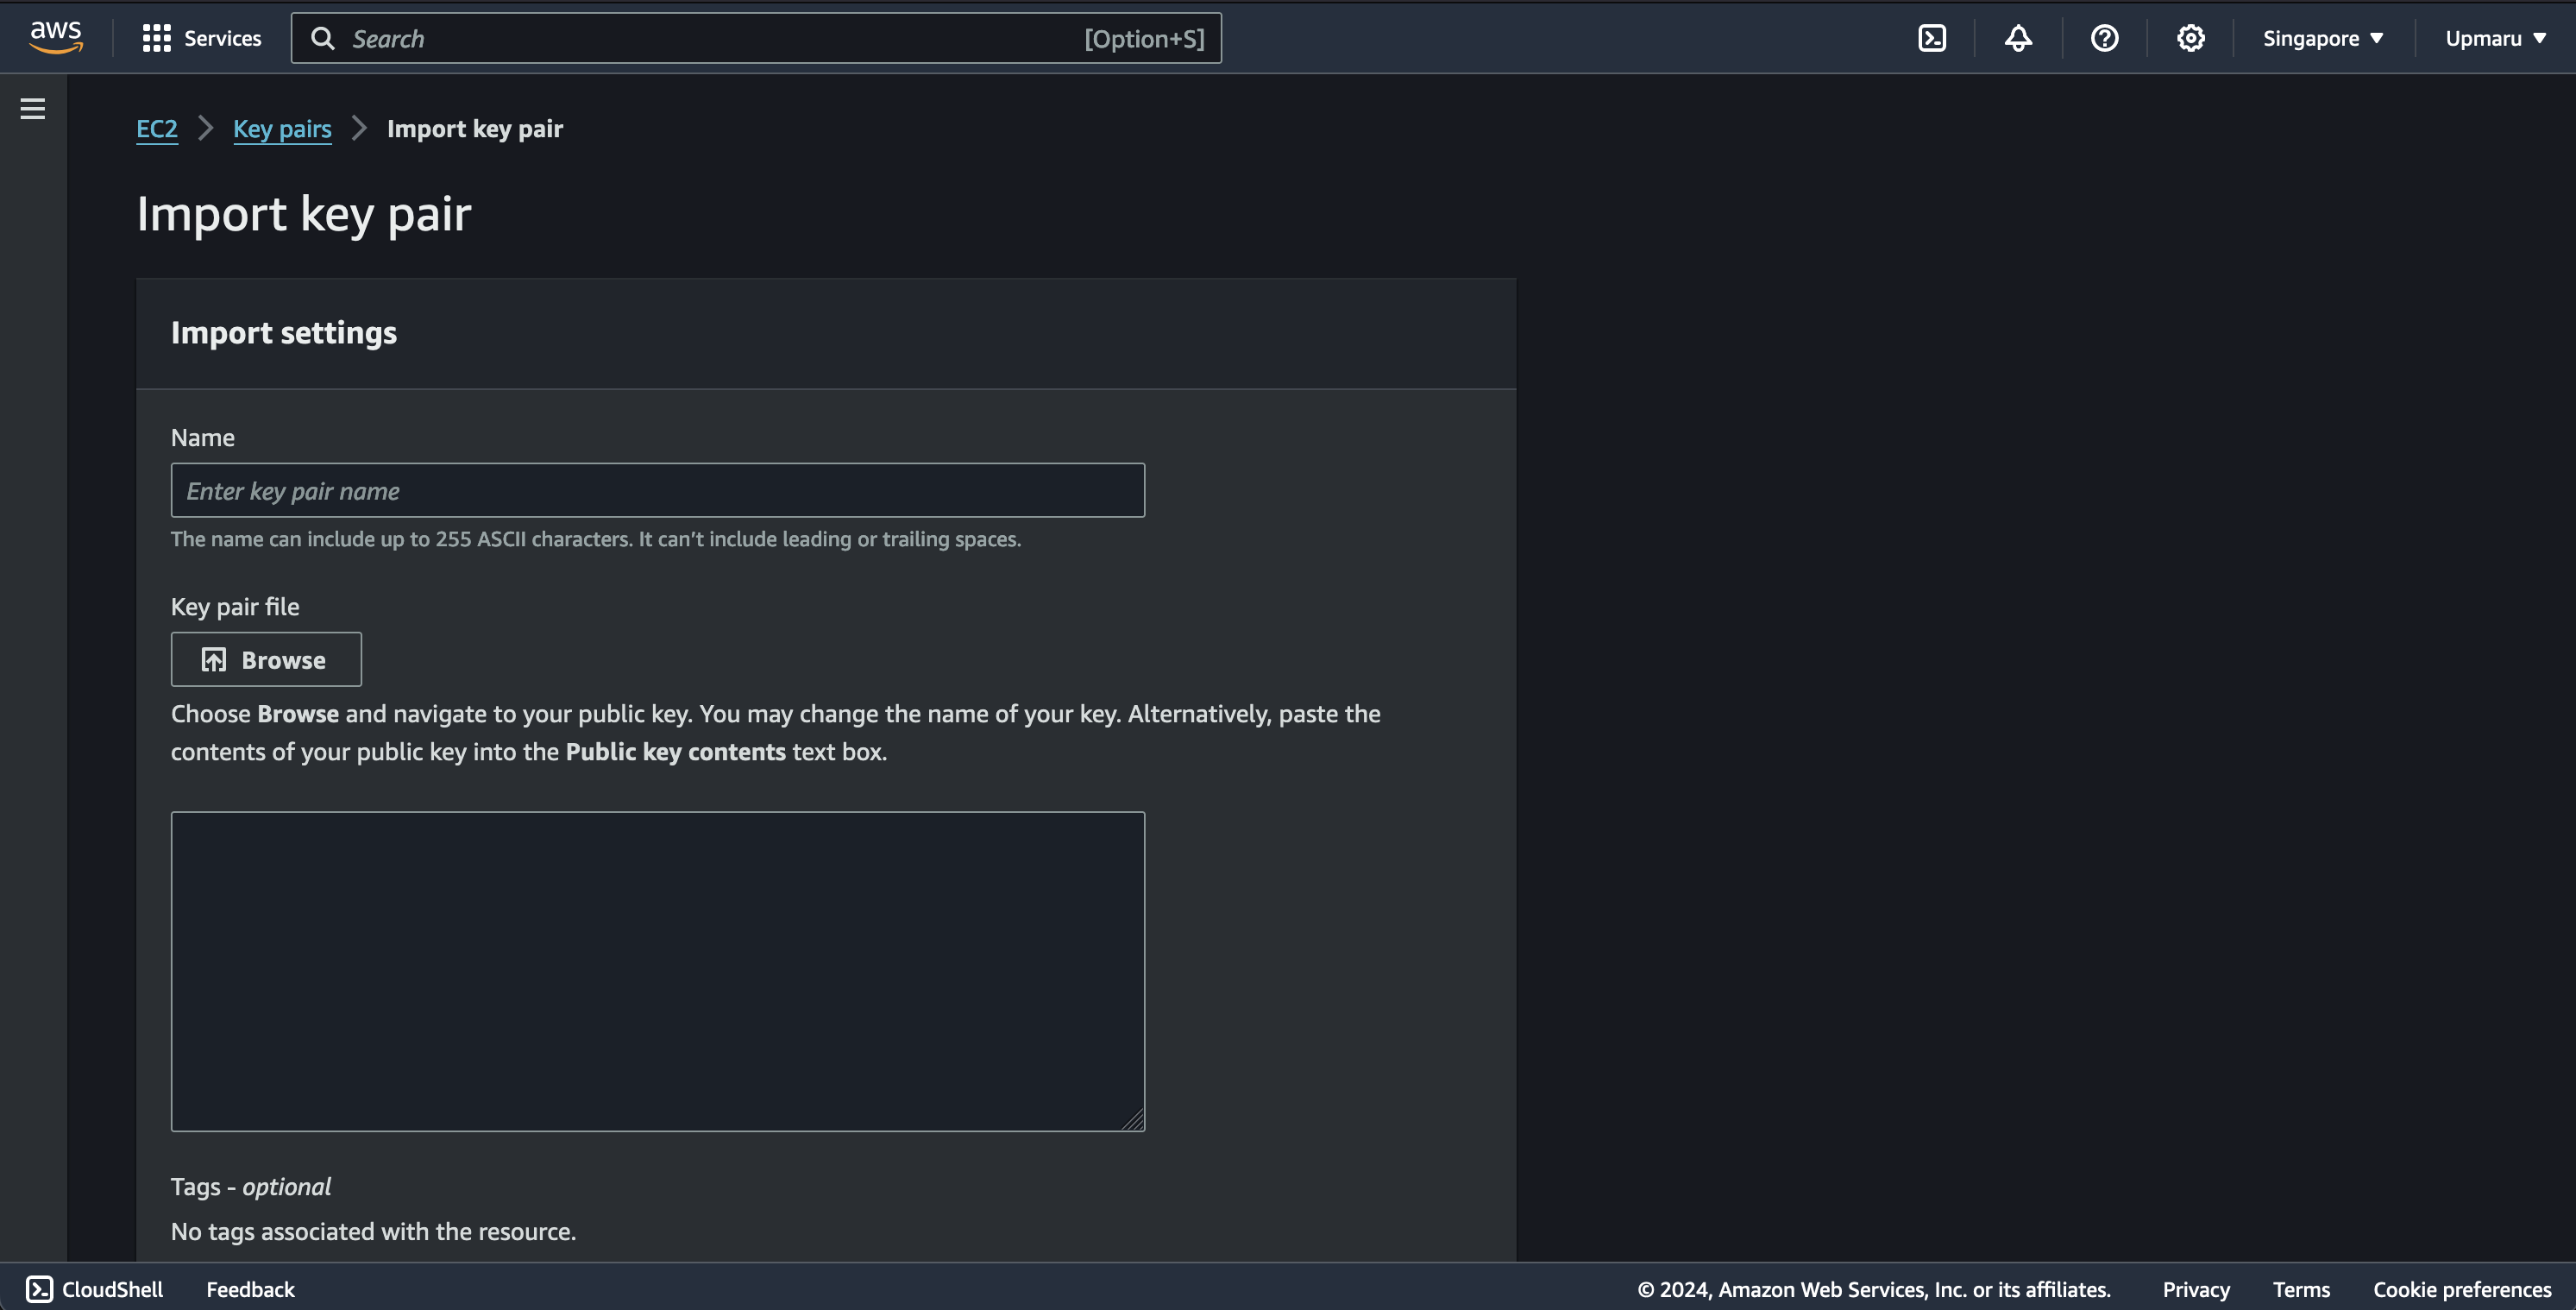 aws
Services
Search
[Option+S]
Singapore
Upmaru
EC2
Key pairs
Import key pair
Import key pair
Import settings
Name
Enter key pair name
The name can include up to 255 ASCII characters. It can’t include leading or trailing spaces.
Key pair file
Browse
Choose Browse and navigate to your public key. You may change the name of your key. Alternatively, paste the
contents of your public key into the Public key contents text box.
Tags - optional
No tags associated with the resource.
CloudShell
Feedback
© 2024, Amazon Web Services, Inc. or its affiliates.
Privacy
Terms
Cookie preferences